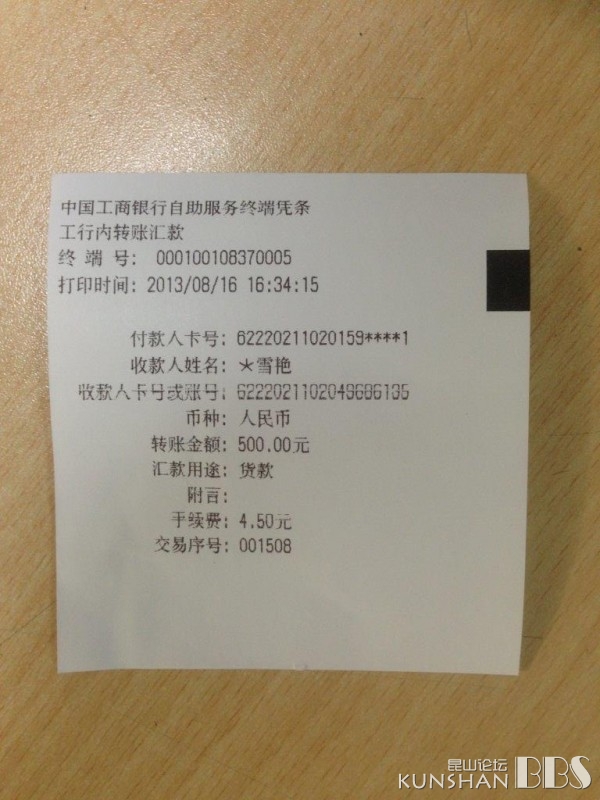 中国工商银行自助服务终端凭条
工行内转账汇款
终 端 号: 000100108370005
打印时间: 2013/08/16 16:34:15
付款人卡号: 62220211020159****1
收款人姓名: *雪艳
收款人卡号或账号: 6222021102049686135
币种: 人民币
转账金额: 500.00元
汇款用途: 货款
附言:
手续费: 4.50元
交易序号: 001508
昆山论坛
KUNSHAN BBS